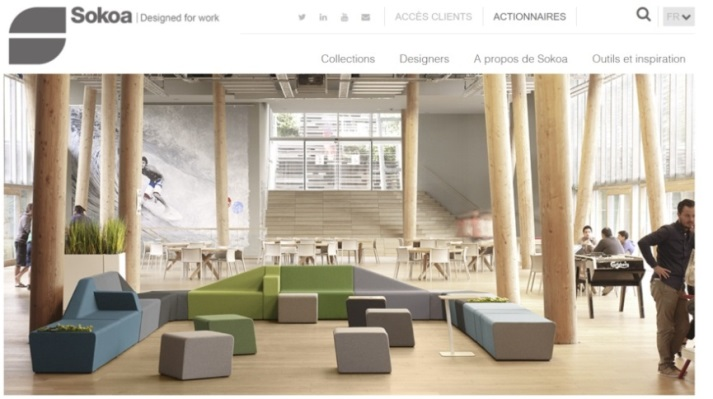 Sokoa | Designed for work
ACCÈS CLIENTS
ACTIONNAIRES
FR
Collections
Designers
A propos de Sokoa
Outils et inspiration